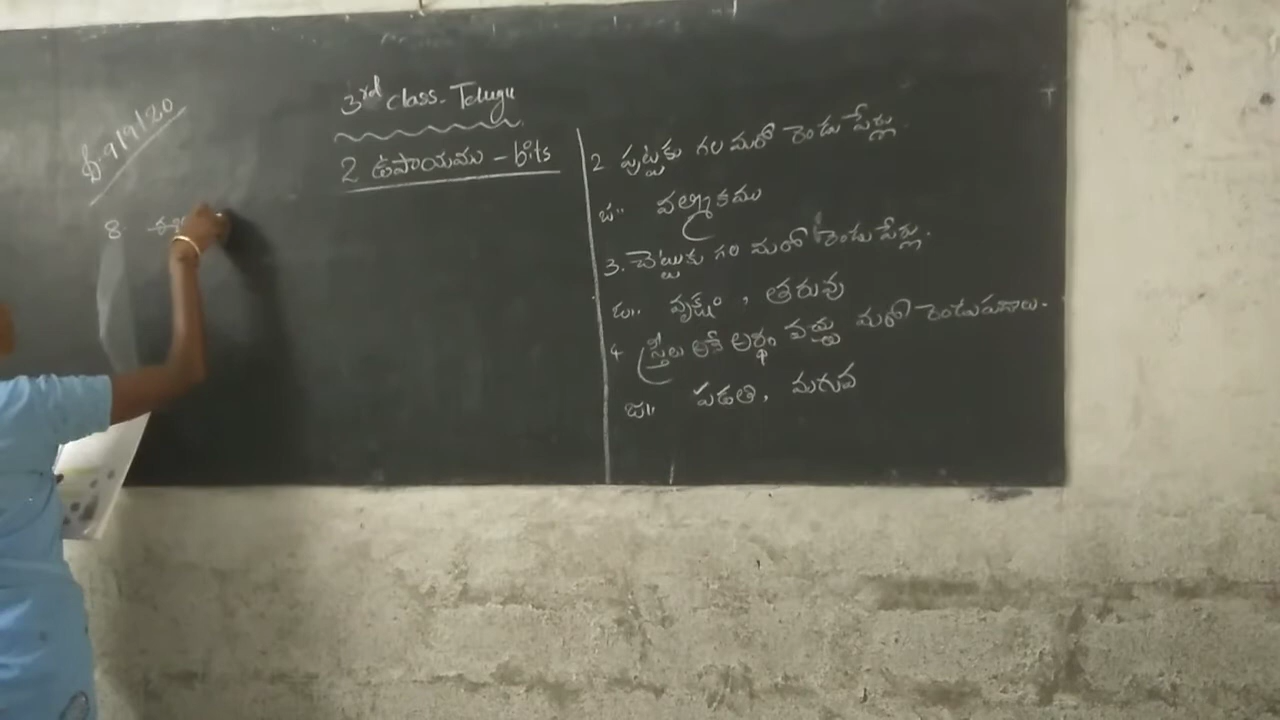 3rd class - Telugu
2 ఉపాయము - bits
9/9/20
8.
2 పుట్టకు గల మరో రెండు పేర్లు.
జ|| వల్మీకము
3. చెట్టుకు గల మరో రెండు పేర్లు.
జ|| వృక్షం, తరువు
4 స్త్రీలు అనే అర్థం వచ్చు మరో రెండు పదాలు.
జ|| పడతి, మగువ